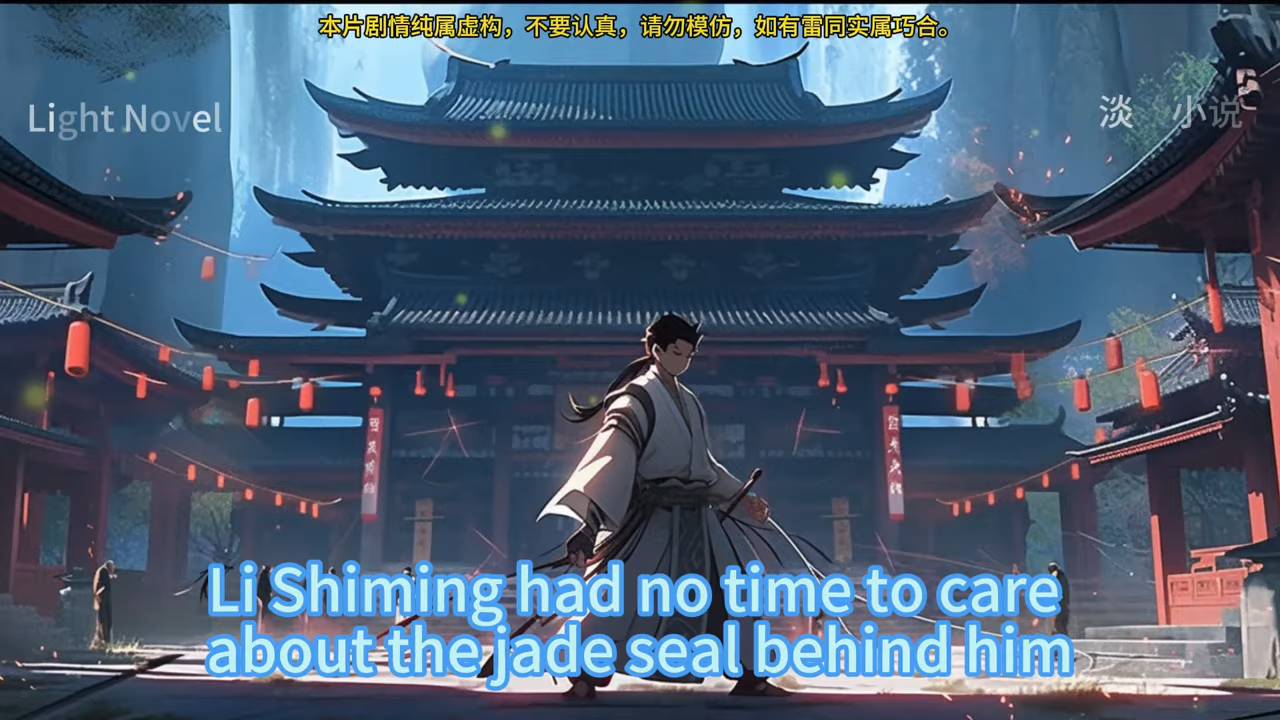 本片剧情纯属虚构，不要认真，请勿模仿，如有雷同实属巧合。
Light Novel
淡 小说
Li Shiming had no time to care
about the jade seal behind him